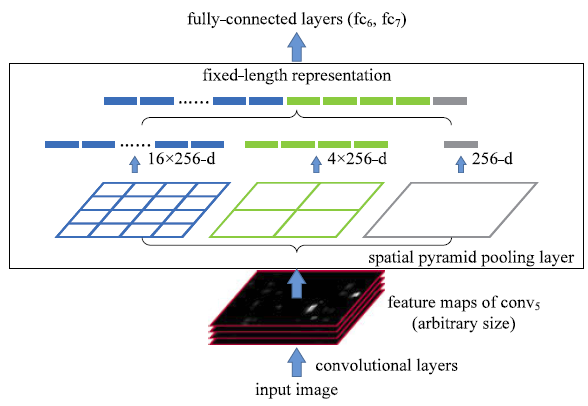 fully-connected layers (fc₆, fc₇)
fixed-length representation
......
......
16×256-d
4×256-d
256-d
spatial pyramid pooling layer
feature maps of conv₅
(arbitrary size)
convolutional layers
input image